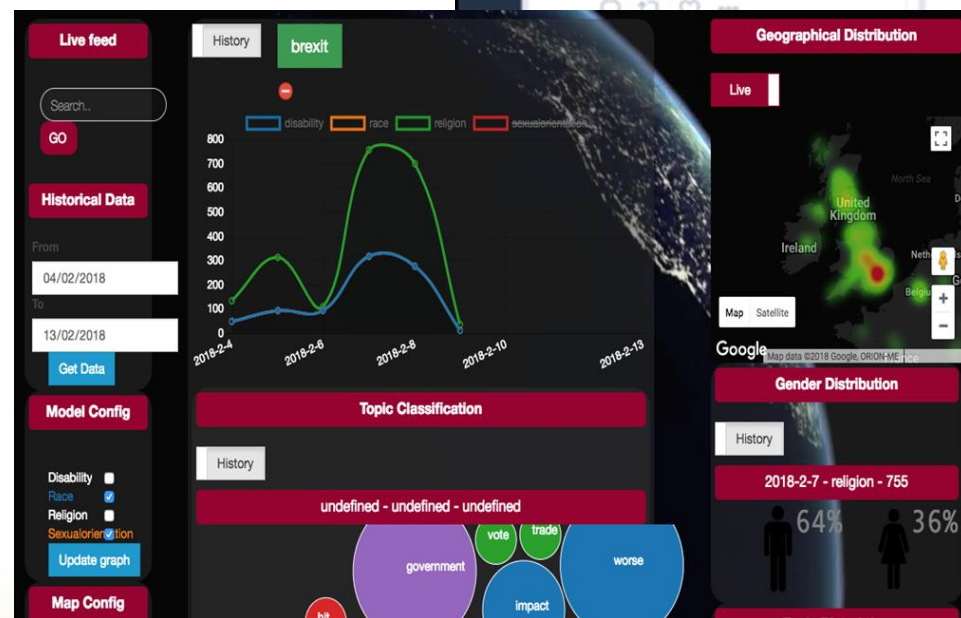 Live feed
Search..
GO
Historical Data
From
04/02/2018
To
13/02/2018
Get Data
Model Config
Disability
Race
Religion
Sexualorientation
Update graph
Map Config
History
brexit
disability
race
religion
sexualorientation
800
700
600
500
400
300
200
100
0
2018-2-4
2018-2-6
2018-2-8
2018-2-10
2018-2-13
Topic Classification
History
undefined - undefined - undefined
government
vote
trade
worse
impact
hit
Geographical Distribution
Live
North Sea
United
Kingdom
Ireland
Neth
Belgiu
Map
Satellite
Google
Map data ©2018 Google, ORION-ME
Gender Distribution
History
2018-2-7 - religion - 755
64%
36%